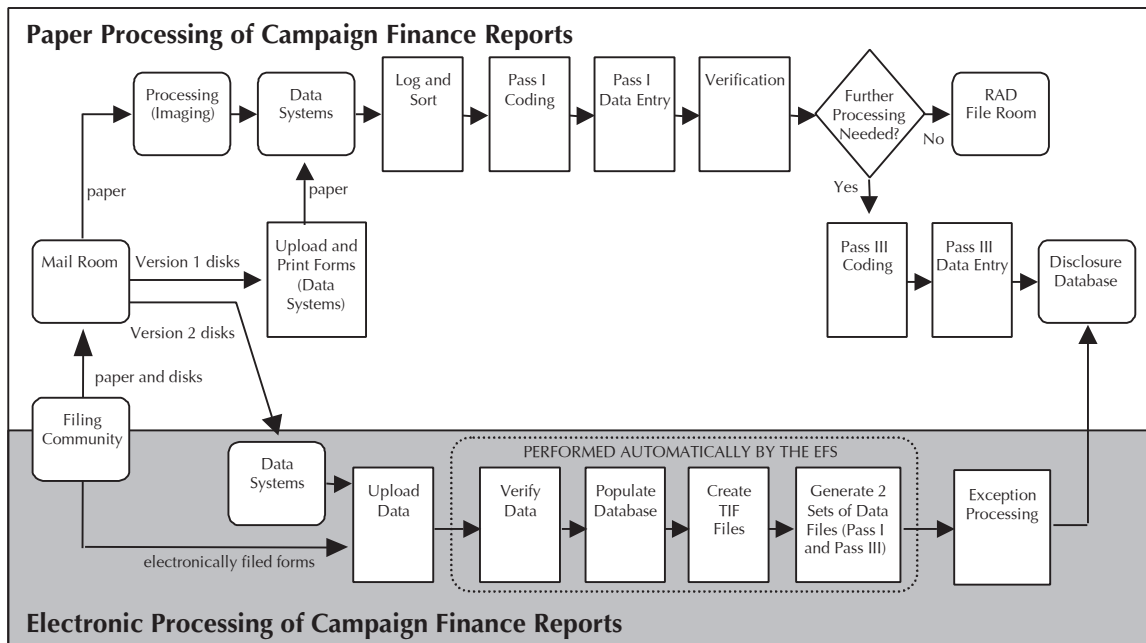 Paper Processing of Campaign Finance Reports
Processing
(Imaging)
Data
Systems
Log and
Sort
Pass I
Coding
Pass I
Data Entry
Verification
Further
Processing
Needed?
No
RAD
File Room
paper
paper
Yes
Mail Room
Version 1 disks
Upload and
Print Forms
(Data
Systems)
Pass III
Coding
Pass III
Data Entry
Disclosure
Database
Version 2 disks
paper and disks
Filing
Community
Data
Systems
PERFORMED AUTOMATICALLY BY THE EFS
Upload
Data
Verify
Data
Populate
Database
Create
TIF
Files
Generate 2
Sets of Data
Files (Pass I
and Pass III)
Exception
Processing
electronically filed forms
Electronic Processing of Campaign Finance Reports